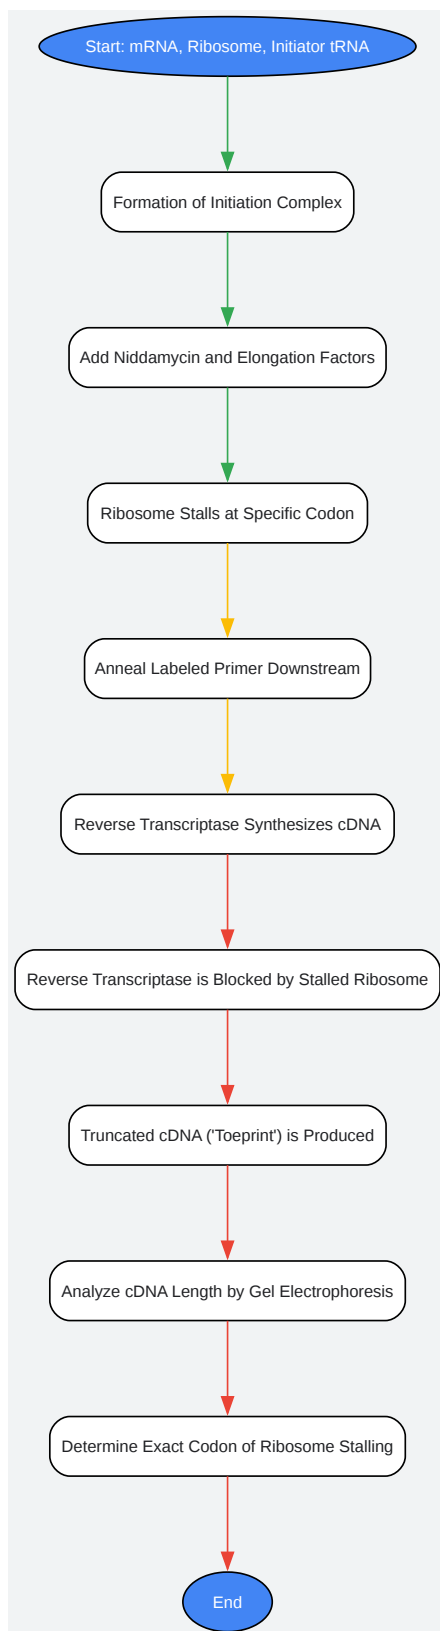 Start: mRNA, Ribosome, Initiator tRNA
Formation of Initiation Complex
Add Niddamycin and Elongation Factors
Ribosome Stalls at Specific Codon
Anneal Labeled Primer Downstream
Reverse Transcriptase Synthesizes cDNA
Reverse Transcriptase is Blocked by Stalled Ribosome
Truncated cDNA ('Toeprint') is Produced
Analyze cDNA Length by Gel Electrophoresis
Determine Exact Codon of Ribosome Stalling
End